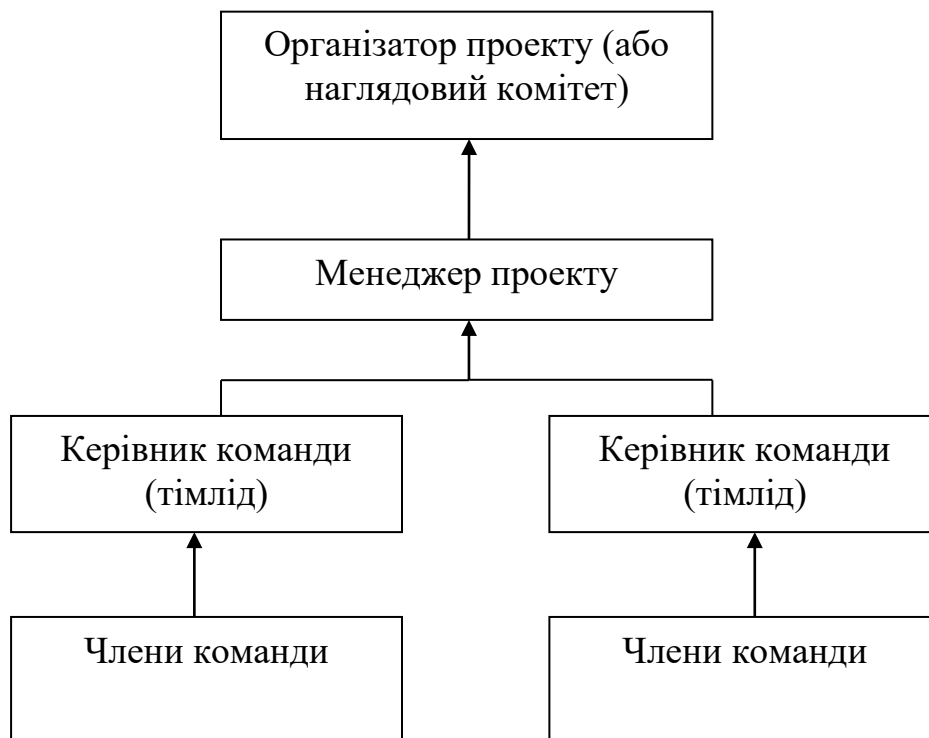 Організатор проекту (або
наглядовий комітет)
Менеджер проекту
Керівник команди
(тімлід)
Керівник команди
(тімлід)
Члени команди
Члени команди